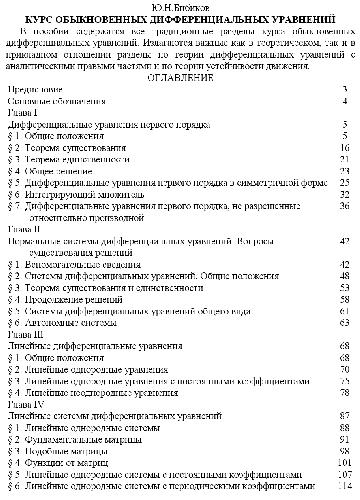 Ю.Н.Бибиков
КУРС ОБЫКНОВЕННЫХ ДИФФЕРЕНЦИАЛЬНЫХ УРАВНЕНИЙ
В пособии содержатся все традиционные разделы курса обыкновенных
дифференциальных уравнений. Излагаются важные как в теоретическом, так и в
прикладном отношении разделы по теории дифференциальных уравнений с
аналитическими правыми частями и по теории устойчивости движения.
ОГЛАВЛЕНИЕ
Предисловие 3
Основные обозначения 4
Глава I
Дифференциальные уравнения первого порядка 5
§ 1. Общие положения 5
§ 2. Теорема существования 16
§ 3. Теорема единственности 21
§ 4. Общее решение 23
§ 5. Дифференциальные уравнения первого порядка в симметричной форме 25
§ 6. Интегрирующий множитель 32
§ 7. Дифференциальные уравнения первого порядка, не разрешенные 36
относительно производной
Глава II
Нормальные системы дифференциальных уравнений. Вопросы 42
существования решений
§ 1. Вспомогательные сведения 42
§ 2. Системы дифференциальных уравнений. Общие положения 48
§ 3. Теорема существования и единственности 53
§ 4. Продолжение решений 58
§ 5. Системы дифференциальных уравнений общего вида 61
§ 6. Автономные системы 63
Глава III
Линейные дифференциальные уравнения 68
§ 1. Общие положения 68
§ 2. Линейные однородные уравнения 70
§ 3. Линейные однородные уравнения с постоянными коэффициентами 75
§ 4. Линейные неоднородные уравнения 78
Глава IV
Линейные системы дифференциальных уравнений 87
§ 1. Линейные однородные системы 88
§ 2. Фундаментальные матрицы 91
§ 3. Подобные матрицы 98
§ 4. Функции от матриц 101
§ 5. Линейные однородные системы с постоянными коэффициентами 107
§ 6. Линейные однородные системы с периодическими коэффициентами 114